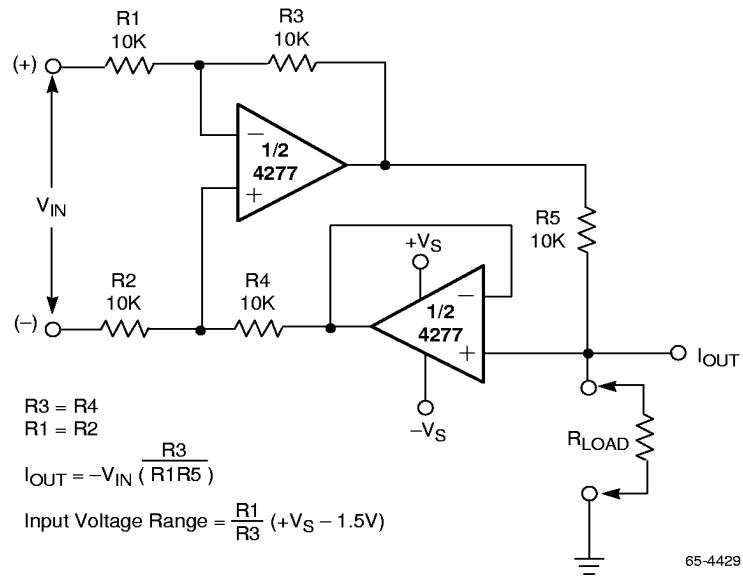 R1
10K
R3
10K
(+)
−
1/2
4277
+
V_IN
R5
10K
+V_S
R2
10K
R4
10K
−
1/2
4277
+
(−)
I_OUT
−V_S
R_LOAD
R3 = R4
R1 = R2
I_OUT = −V_IN ( R3 / R1R5 )
Input Voltage Range = R1 / R3 (+V_S − 1.5V)
65-4429